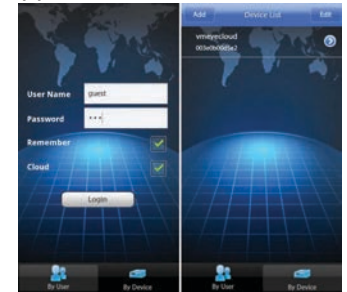 User Name guest
Password •••
Remember
Cloud
Login
By User By Device
Add Device List Edit
vmeyecloud
By User By Device